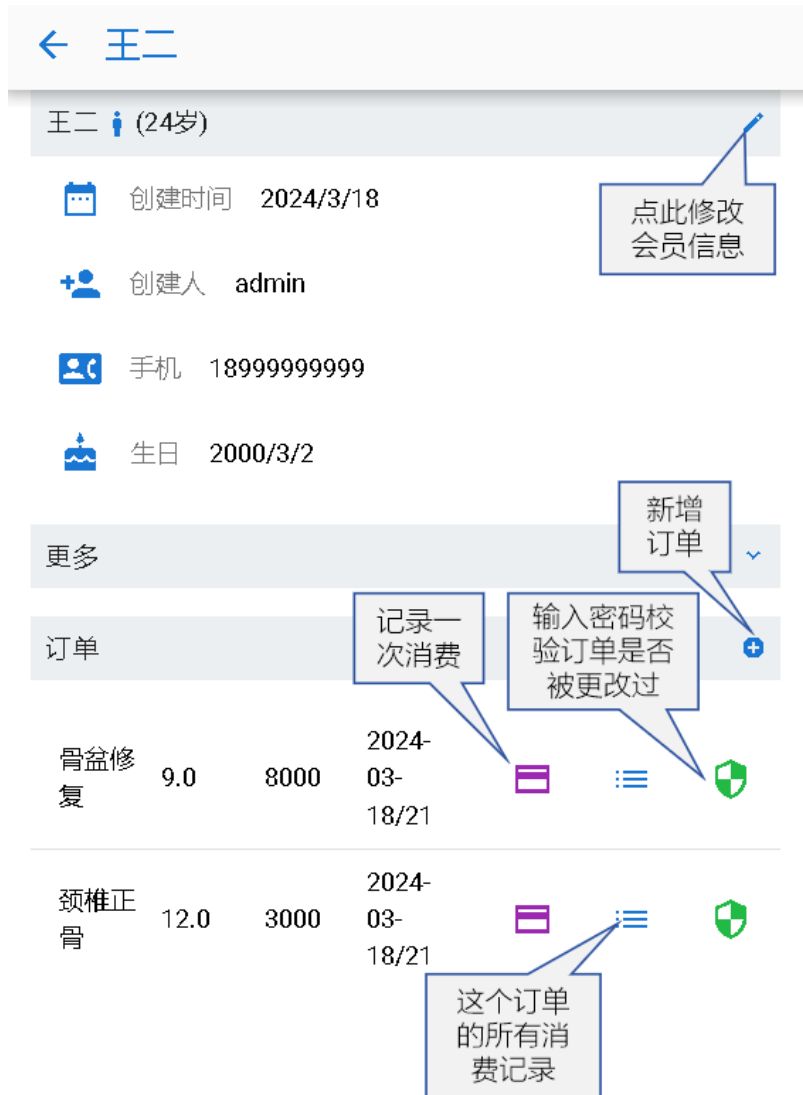 王二
王二 (24岁)
创建时间 2024/3/18
点此修改
会员信息
创建人 admin
手机 18999999999
生日 2000/3/2
新增
订单
更多
记录一
次消费
输入密码校
验订单是否
被更改过
订单
骨盆修
复
9.0
8000
2024-
03-
18/21
颈椎正
骨
12.0
3000
2024-
03-
18/21
这个订单
的所有消
费记录